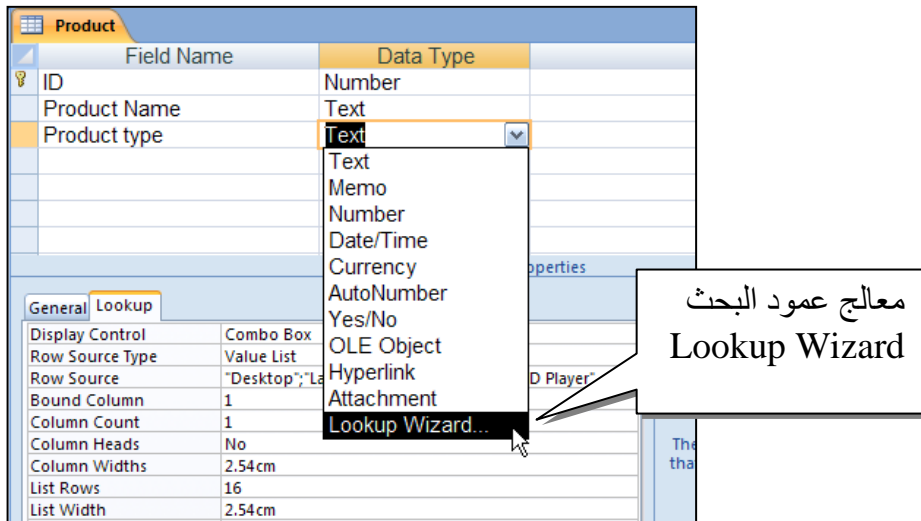 Product
Field Name Data Type
ID Number
Product Name Text
Product type Text
Text
Memo
Number
Date/Time
Currency
AutoNumber
Yes/No
OLE Object
Hyperlink
Attachment
Lookup Wizard...
operties
General Lookup
Display Control Combo Box
Row Source Type Value List
Row Source "Desktop";"La D Player"
Bound Column 1
Column Count 1
Column Heads No
Column Widths 2.54cm
List Rows 16
List Width 2.54cm
The
tha
معالج عمود البحث
Lookup Wizard